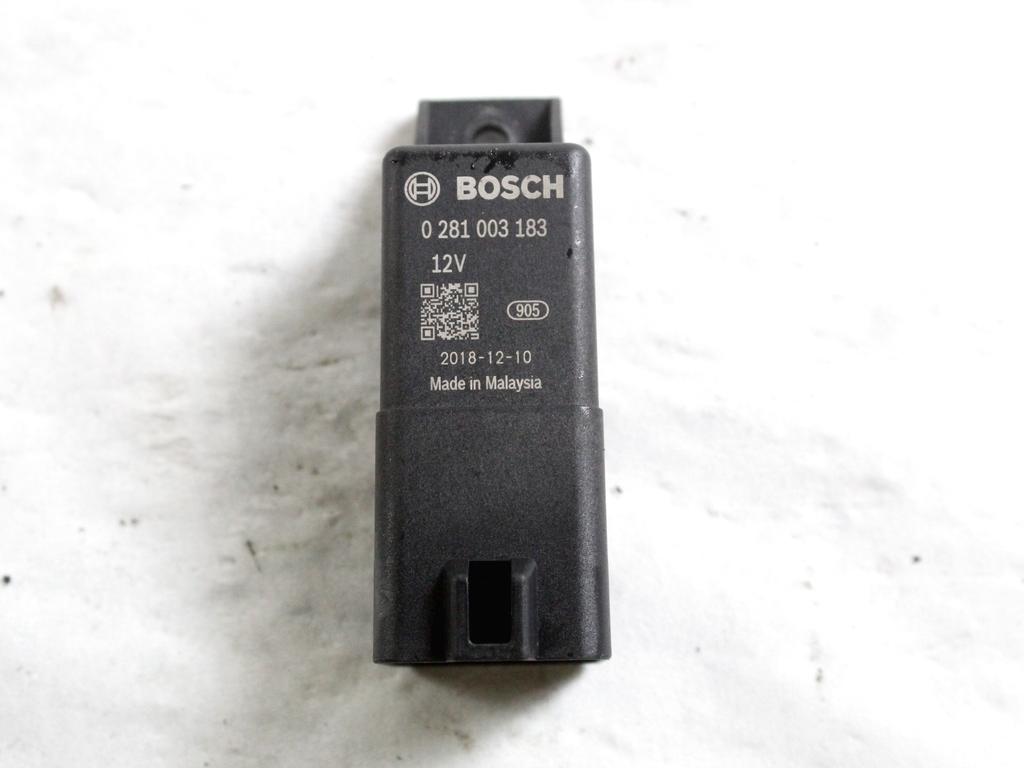 BOSCH
0 281 003 183
12V
905
2018-12-10
Made in Malaysia